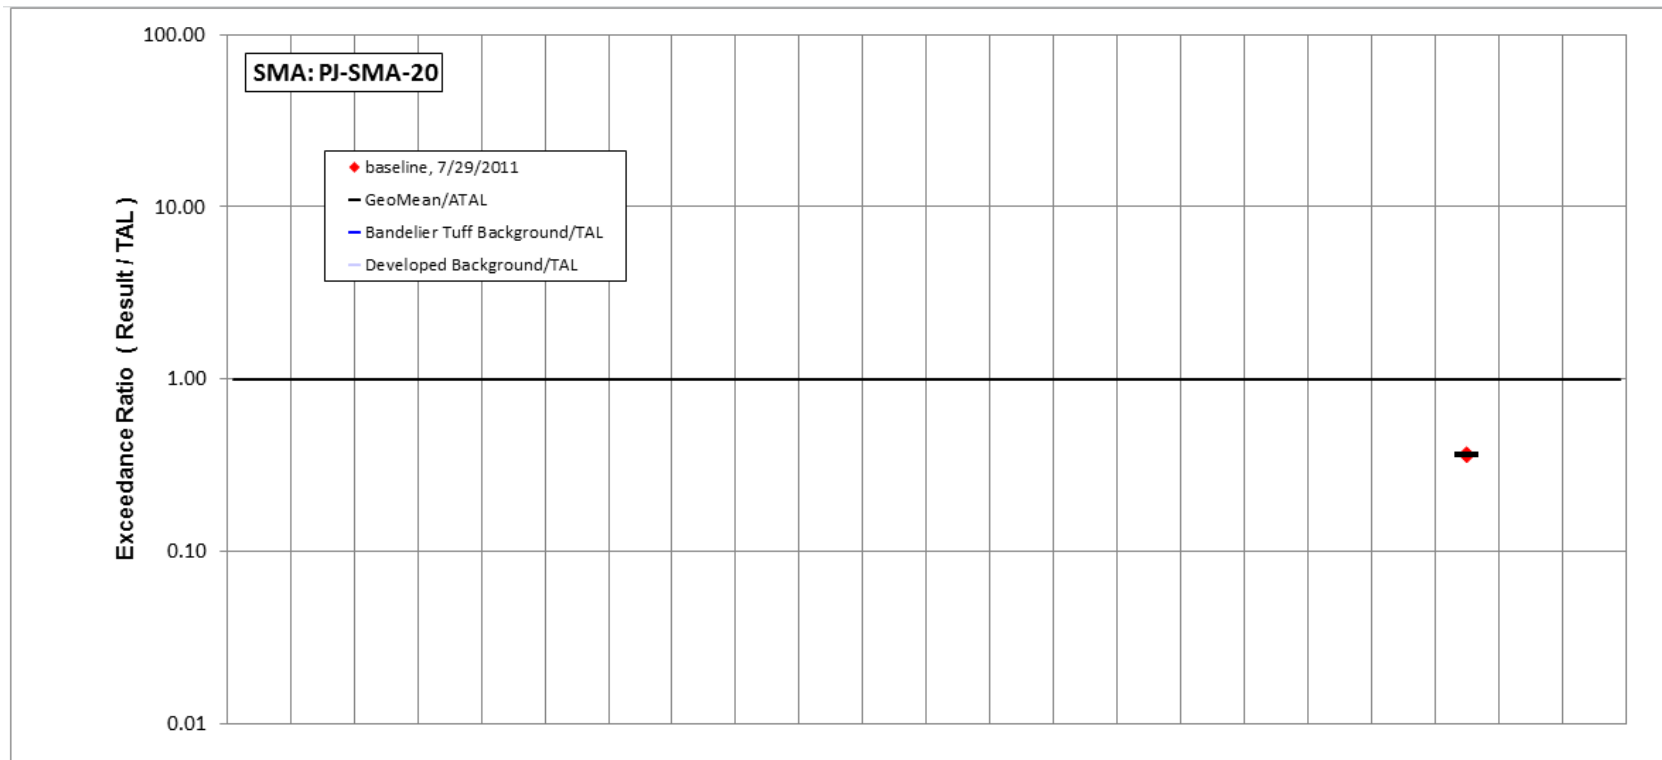 100.00
SMA: PJ-SMA-20
baseline, 7/29/2011
GeoMean/ATAL
Bandelier Tuff Background/TAL
Developed Background/TAL
10.00
1.00
0.10
0.01
Exceedance Ratio ( Result / TAL )